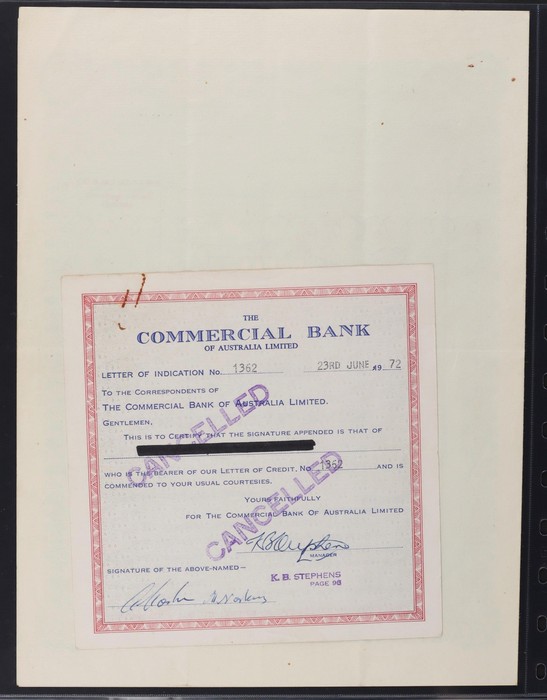 THE
COMMERCIAL BANK
OF AUSTRALIA LIMITED
LETTER OF INDICATION No. 1362 23RD JUNE, 1972
TO THE CORRESPONDENTS OF
THE COMMERCIAL BANK OF AUSTRALIA LIMITED.
GENTLEMEN,
THIS IS TO CERTIFY THAT THE SIGNATURE APPENDED IS THAT OF
WHO IS THE BEARER OF OUR LETTER OF CREDIT, No. 1362 AND IS
COMMENDED TO YOUR USUAL COURTESIES.
CANCELLED
YOURS FAITHFULLY
FOR THE COMMERCIAL BANK OF AUSTRALIA LIMITED
CANCELLED
KBStephens
MANAGER
SIGNATURE OF THE ABOVE-NAMED—
K. B. STEPHENS
PAGE 96